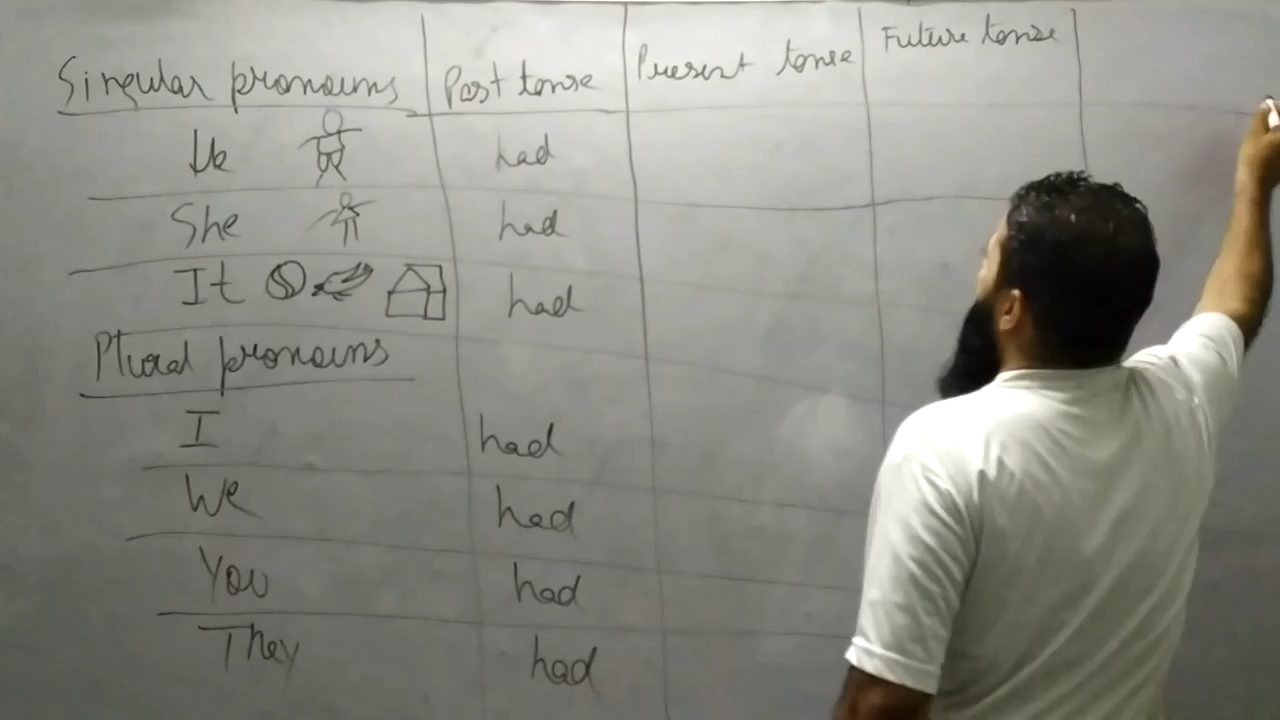 Singular pronouns Past tense Present tense Future tense
He had
She had
It had
Plural pronouns
I had
We had
You had
They had